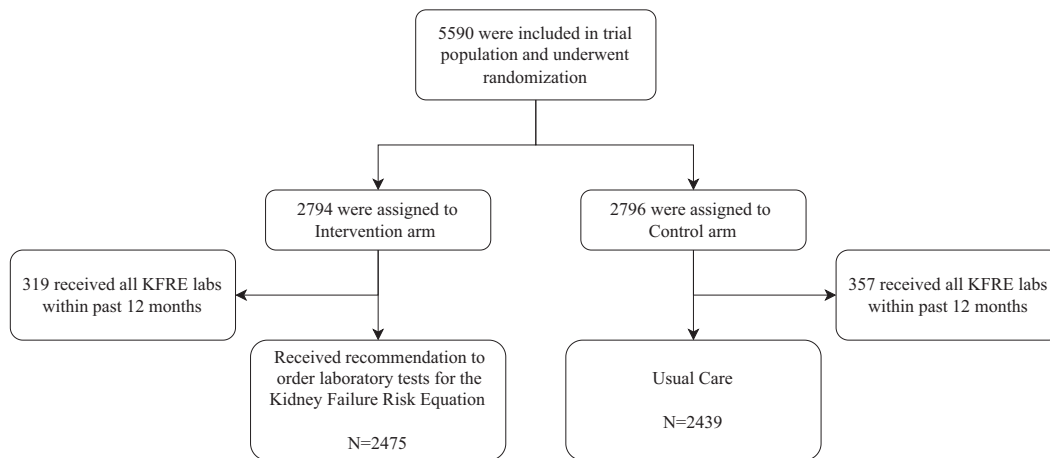 5590 were included in trial
population and underwent
randomization
2794 were assigned to
Intervention arm
2796 were assigned to
Control arm
319 received all KFRE labs
within past 12 months
357 received all KFRE labs
within past 12 months
Received recommendation to
order laboratory tests for the
Kidney Failure Risk Equation
N=2475
Usual Care
N=2439